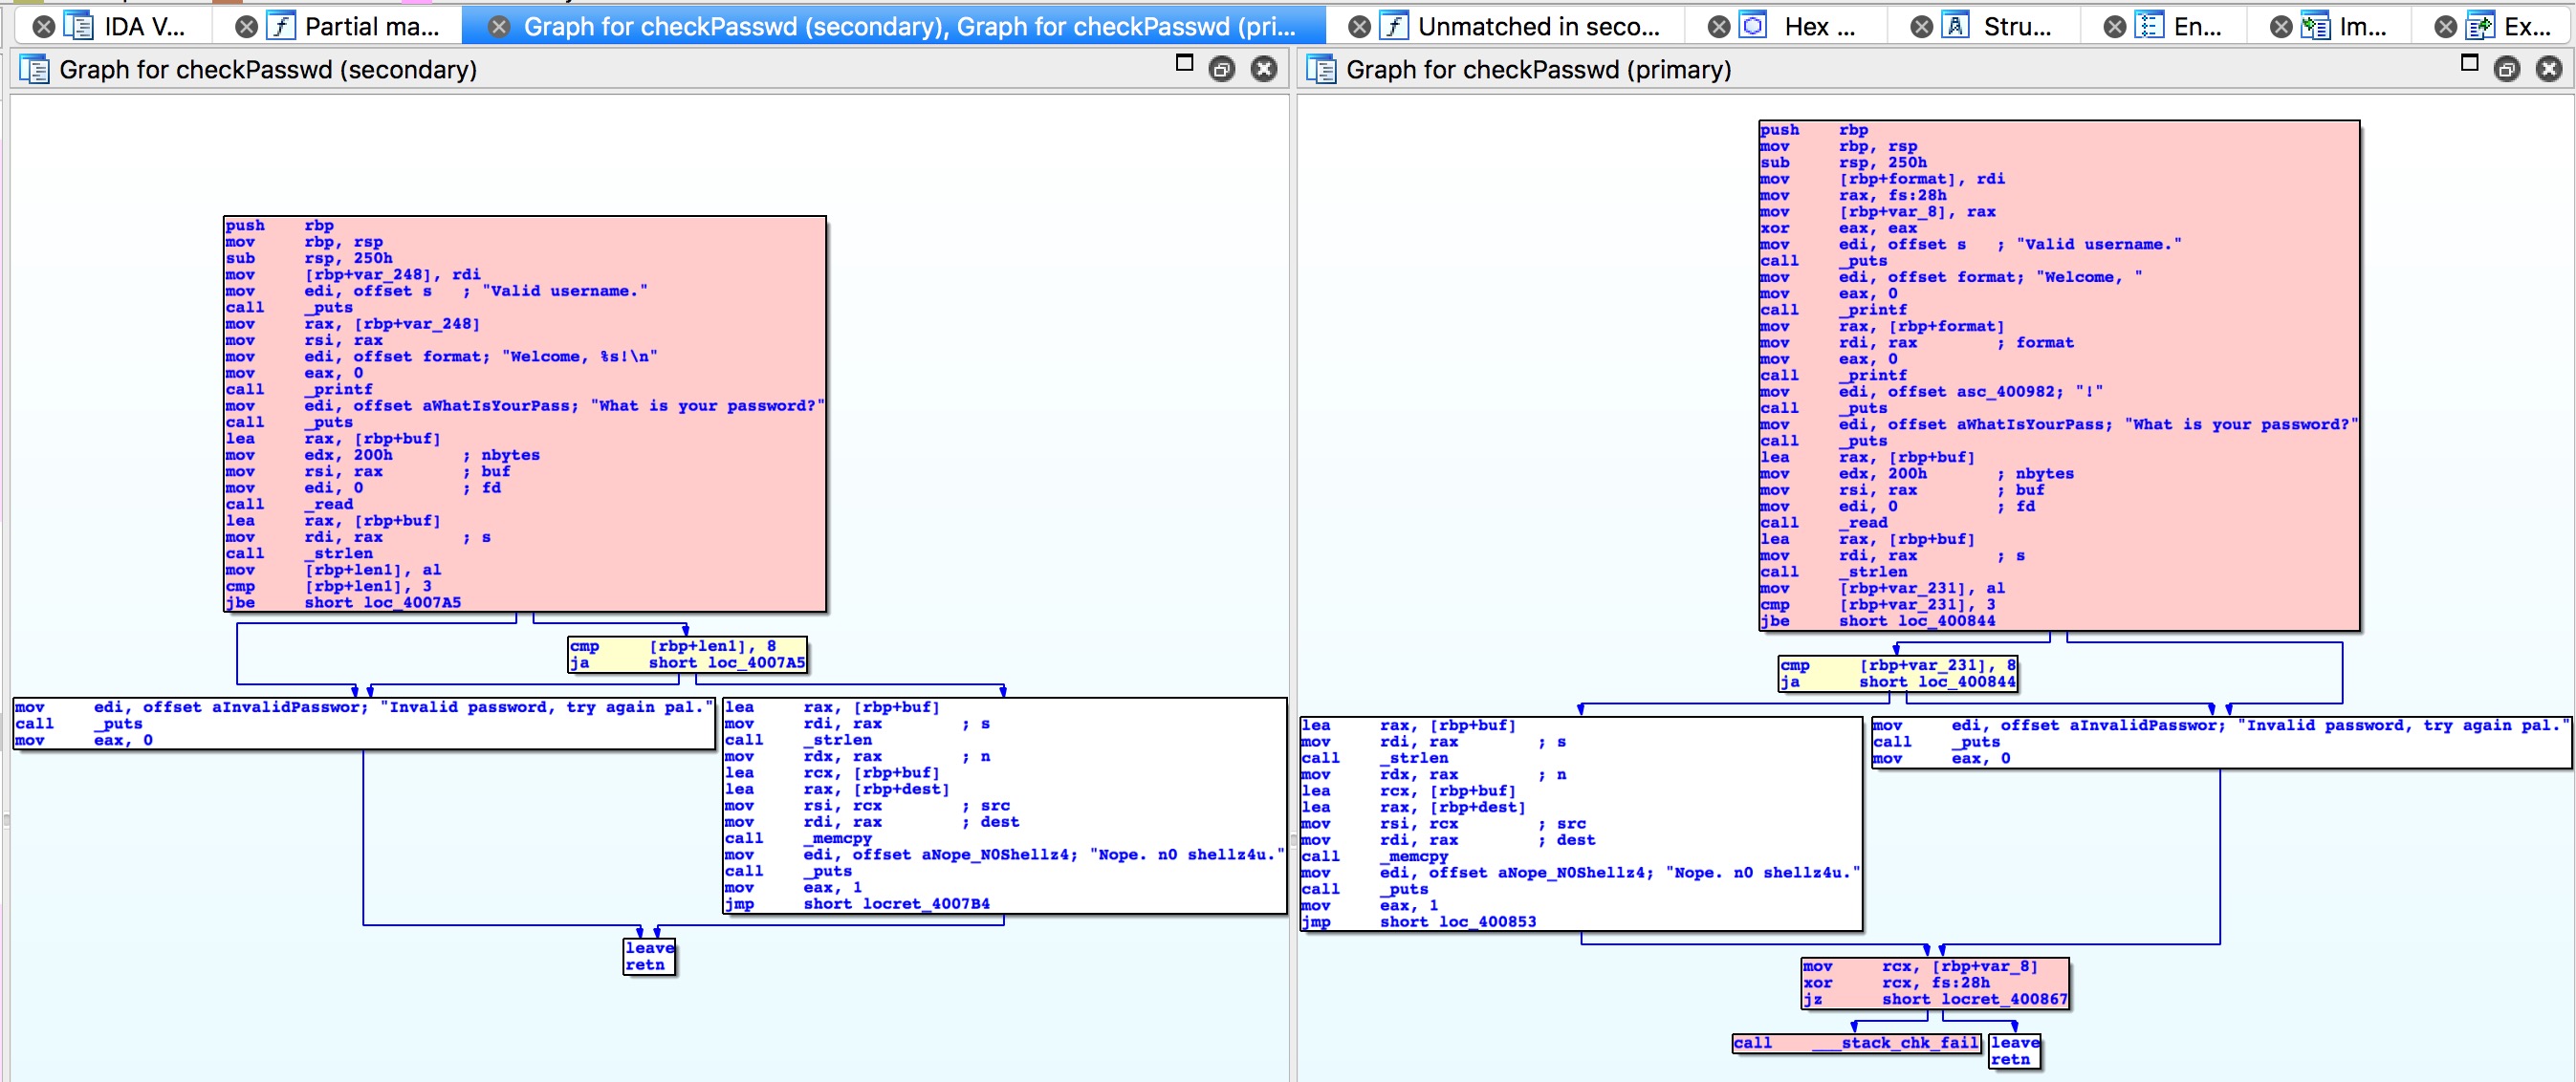 IDA V...
Partial ma...
Graph for checkPasswd (secondary), Graph for checkPasswd (pri...
Unmatched in seco...
Hex ...
Stru...
En...
Im...
Ex...
Graph for checkPasswd (secondary)
push rbp
mov rbp, rsp
sub rsp, 250h
mov [rbp+var_248], rdi
mov edi, offset s ; "Valid username."
call _puts
mov rax, [rbp+var_248]
mov rsi, rax
mov edi, offset format; "Welcome, %s!\n"
mov eax, 0
call _printf
mov edi, offset aWhatIsYourPass; "What is your password?"
call _puts
lea rax, [rbp+buf]
mov edx, 200h ; nbytes
mov rsi, rax ; buf
mov edi, 0 ; fd
call _read
lea rax, [rbp+buf]
mov rdi, rax ; s
call _strlen
mov [rbp+len1], al
cmp [rbp+len1], 3
jbe short loc_4007A5
cmp [rbp+len1], 8
ja short loc_4007A5
mov edi, offset aInvalidPasswor; "Invalid password, try again pal."
call _puts
mov eax, 0
lea rax, [rbp+buf]
mov rdi, rax ; s
call _strlen
mov rdx, rax ; n
lea rcx, [rbp+buf]
lea rax, [rbp+dest]
mov rsi, rcx ; src
mov rdi, rax ; dest
call _memcpy
mov edi, offset aNope_N0Shellz4; "Nope. n0 shellz4u."
call _puts
mov eax, 1
jmp short locret_4007B4
leave
retn
Graph for checkPasswd (primary)
push rbp
mov rbp, rsp
sub rsp, 250h
mov [rbp+format], rdi
mov rax, fs:28h
mov [rbp+var_8], rax
xor eax, eax
mov edi, offset s ; "Valid username."
call _puts
mov edi, offset format; "Welcome, "
mov eax, 0
call _printf
mov rax, [rbp+format]
mov rdi, rax ; format
mov eax, 0
call _printf
mov edi, offset asc_400982; "!"
call _puts
mov edi, offset aWhatIsYourPass; "What is your password?"
call _puts
lea rax, [rbp+buf]
mov edx, 200h ; nbytes
mov rsi, rax ; buf
mov edi, 0 ; fd
call _read
lea rax, [rbp+buf]
mov rdi, rax ; s
call _strlen
mov [rbp+var_231], al
cmp [rbp+var_231], 3
jbe short loc_400844
cmp [rbp+var_231], 8
ja short loc_400844
lea rax, [rbp+buf]
mov rdi, rax ; s
call _strlen
mov rdx, rax ; n
lea rcx, [rbp+buf]
lea rax, [rbp+dest]
mov rsi, rcx ; src
mov rdi, rax ; dest
call _memcpy
mov edi, offset aNope_N0Shellz4; "Nope. n0 shellz4u."
call _puts
mov eax, 1
jmp short loc_400853
mov edi, offset aInvalidPasswor; "Invalid password, try again pal."
call _puts
mov eax, 0
mov rcx, [rbp+var_8]
xor rcx, fs:28h
jz short locret_400867
call ___stack_chk_fail
leave
retn